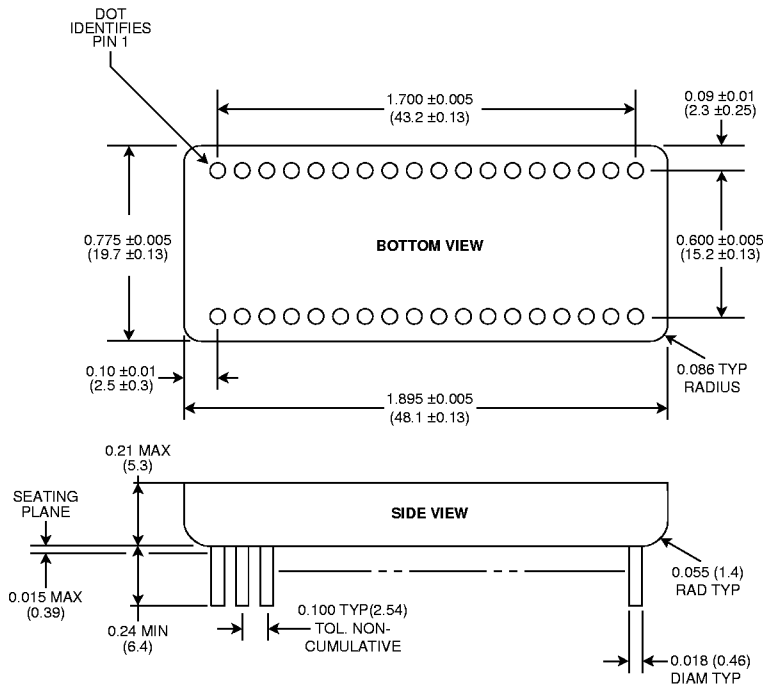 DOT
IDENTIFIES
PIN 1
1.700 ±0.005
(43.2 ±0.13)
0.09 ±0.01
(2.3 ±0.25)
0.775 ±0.005
(19.7 ±0.13)
BOTTOM VIEW
0.600 ±0.005
(15.2 ±0.13)
0.10 ±0.01
(2.5 ±0.3)
0.086 TYP
RADIUS
1.895 ±0.005
(48.1 ±0.13)
0.21 MAX
(5.3)
SEATING
PLANE
SIDE VIEW
0.015 MAX
(0.39)
0.24 MIN
(6.4)
0.100 TYP(2.54)
TOL. NON-
CUMULATIVE
0.055 (1.4)
RAD TYP
0.018 (0.46)
DIAM TYP